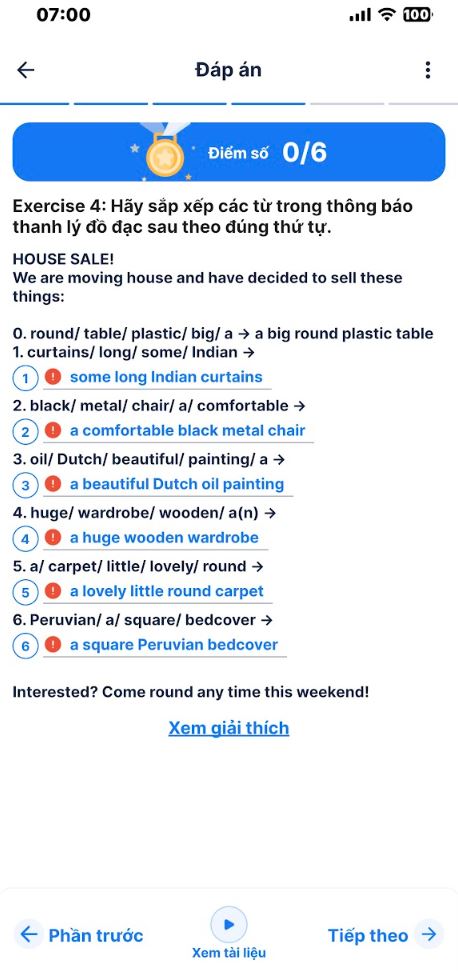 07:00
100
Đáp án
Điểm số 0/6
Exercise 4: Hãy sắp xếp các từ trong thông báo
thanh lý đồ đạc sau theo đúng thứ tự.
HOUSE SALE!
We are moving house and have decided to sell these
things:
0. round/ table/ plastic/ big/ a → a big round plastic table
1. curtains/ long/ some/ Indian →
1 ! some long Indian curtains
2. black/ metal/ chair/ a/ comfortable →
2 ! a comfortable black metal chair
3. oil/ Dutch/ beautiful/ painting/ a →
3 ! a beautiful Dutch oil painting
4. huge/ wardrobe/ wooden/ a(n) →
4 ! a huge wooden wardrobe
5. a/ carpet/ little/ lovely/ round →
5 ! a lovely little round carpet
6. Peruvian/ a/ square/ bedcover →
6 ! a square Peruvian bedcover
Interested? Come round any time this weekend!
Xem giải thích
← Phần trước
Xem tài liệu
Tiếp theo →